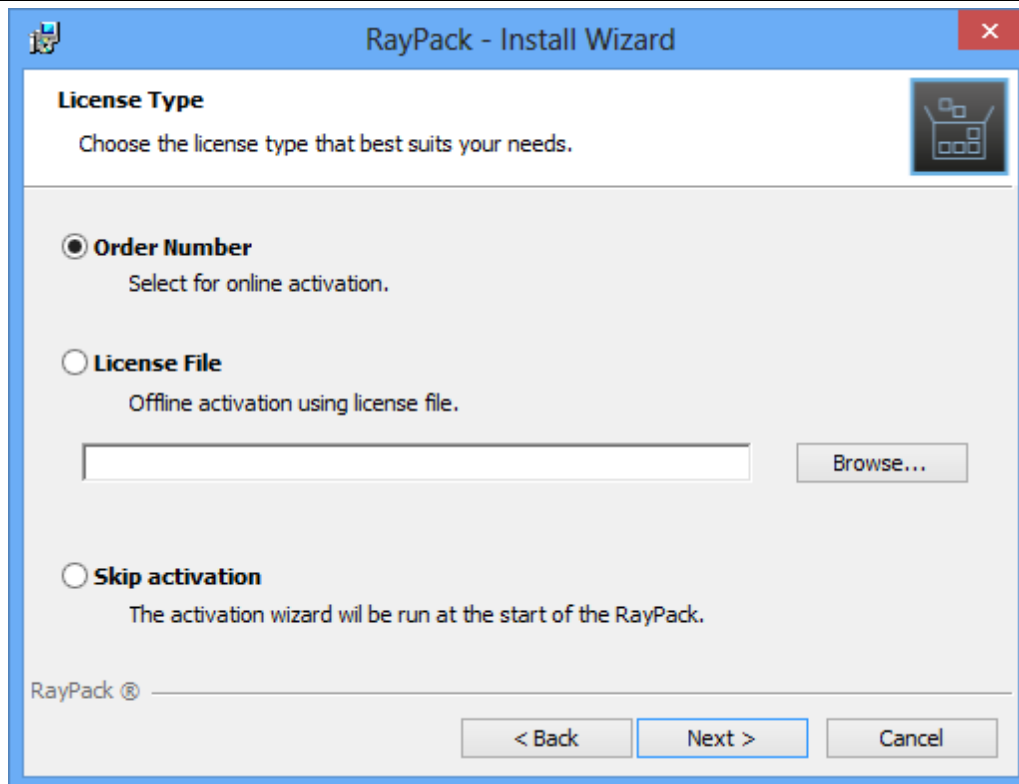 RayPack - Install Wizard
License Type
Choose the license type that best suits your needs.
Order Number
Select for online activation.
License File
Offline activation using license file.
Browse...
Skip activation
The activation wizard wil be run at the start of the RayPack.
RayPack ®
< Back Next > Cancel